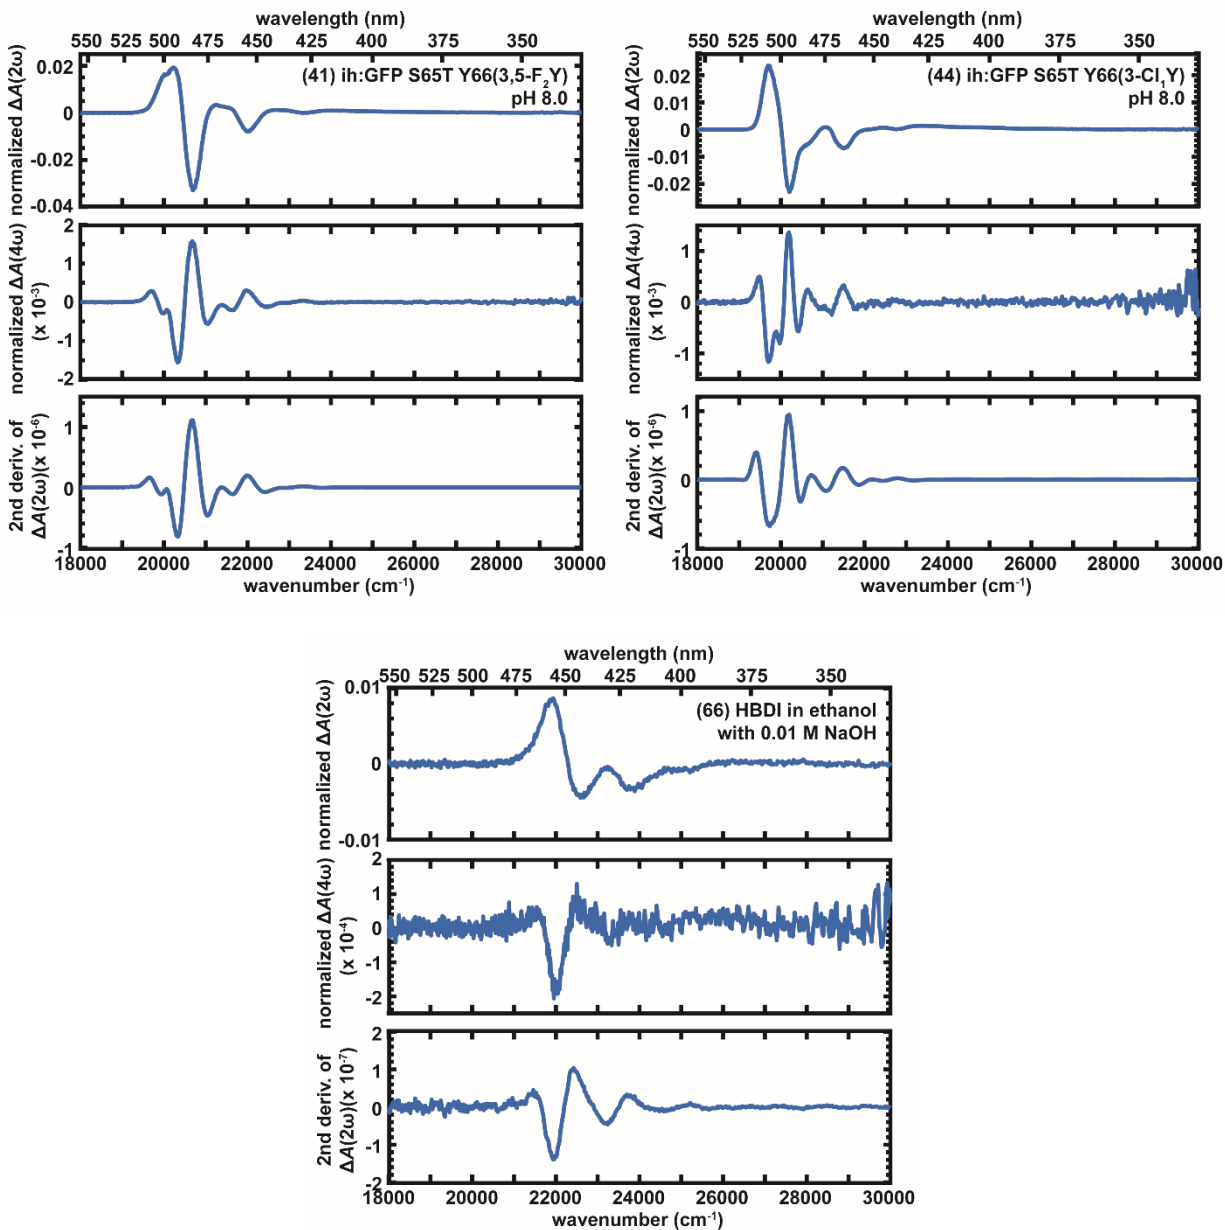 wavelength (nm)
550 525 500 475 450 425 400 375 350
normalized ΔA(2ω)
0.02
0
-0.02
-0.04
(41) ih:GFP S65T Y66(3,5-F₂Y)
pH 8.0
normalized ΔA(4ω)
(x 10⁻³)
2
1
0
-1
-2
2nd deriv. of
ΔA(2ω)(x 10⁻⁶)
1
0
-1
18000 20000 22000 24000 26000 28000 30000
wavenumber (cm⁻¹)
wavelength (nm)
550 525 500 475 450 425 400 375 350
normalized ΔA(2ω)
0.02
0.01
0
-0.01
-0.02
(44) ih:GFP S65T Y66(3-Cl₁Y)
pH 8.0
normalized ΔA(4ω)
(x 10⁻³)
1
0
-1
2nd deriv. of
ΔA(2ω)(x 10⁻⁶)
1
0
-1
18000 20000 22000 24000 26000 28000 30000
wavenumber (cm⁻¹)
wavelength (nm)
550 525 500 475 450 425 400 375 350
normalized ΔA(2ω)
0.01
0
-0.01
(66) HBDI in ethanol
with 0.01 M NaOH
normalized ΔA(4ω)
(x 10⁻⁴)
2
1
0
-1
-2
2nd deriv. of
ΔA(2ω)(x 10⁻⁷)
2
1
0
-1
-2
18000 20000 22000 24000 26000 28000 30000
wavenumber (cm⁻¹)